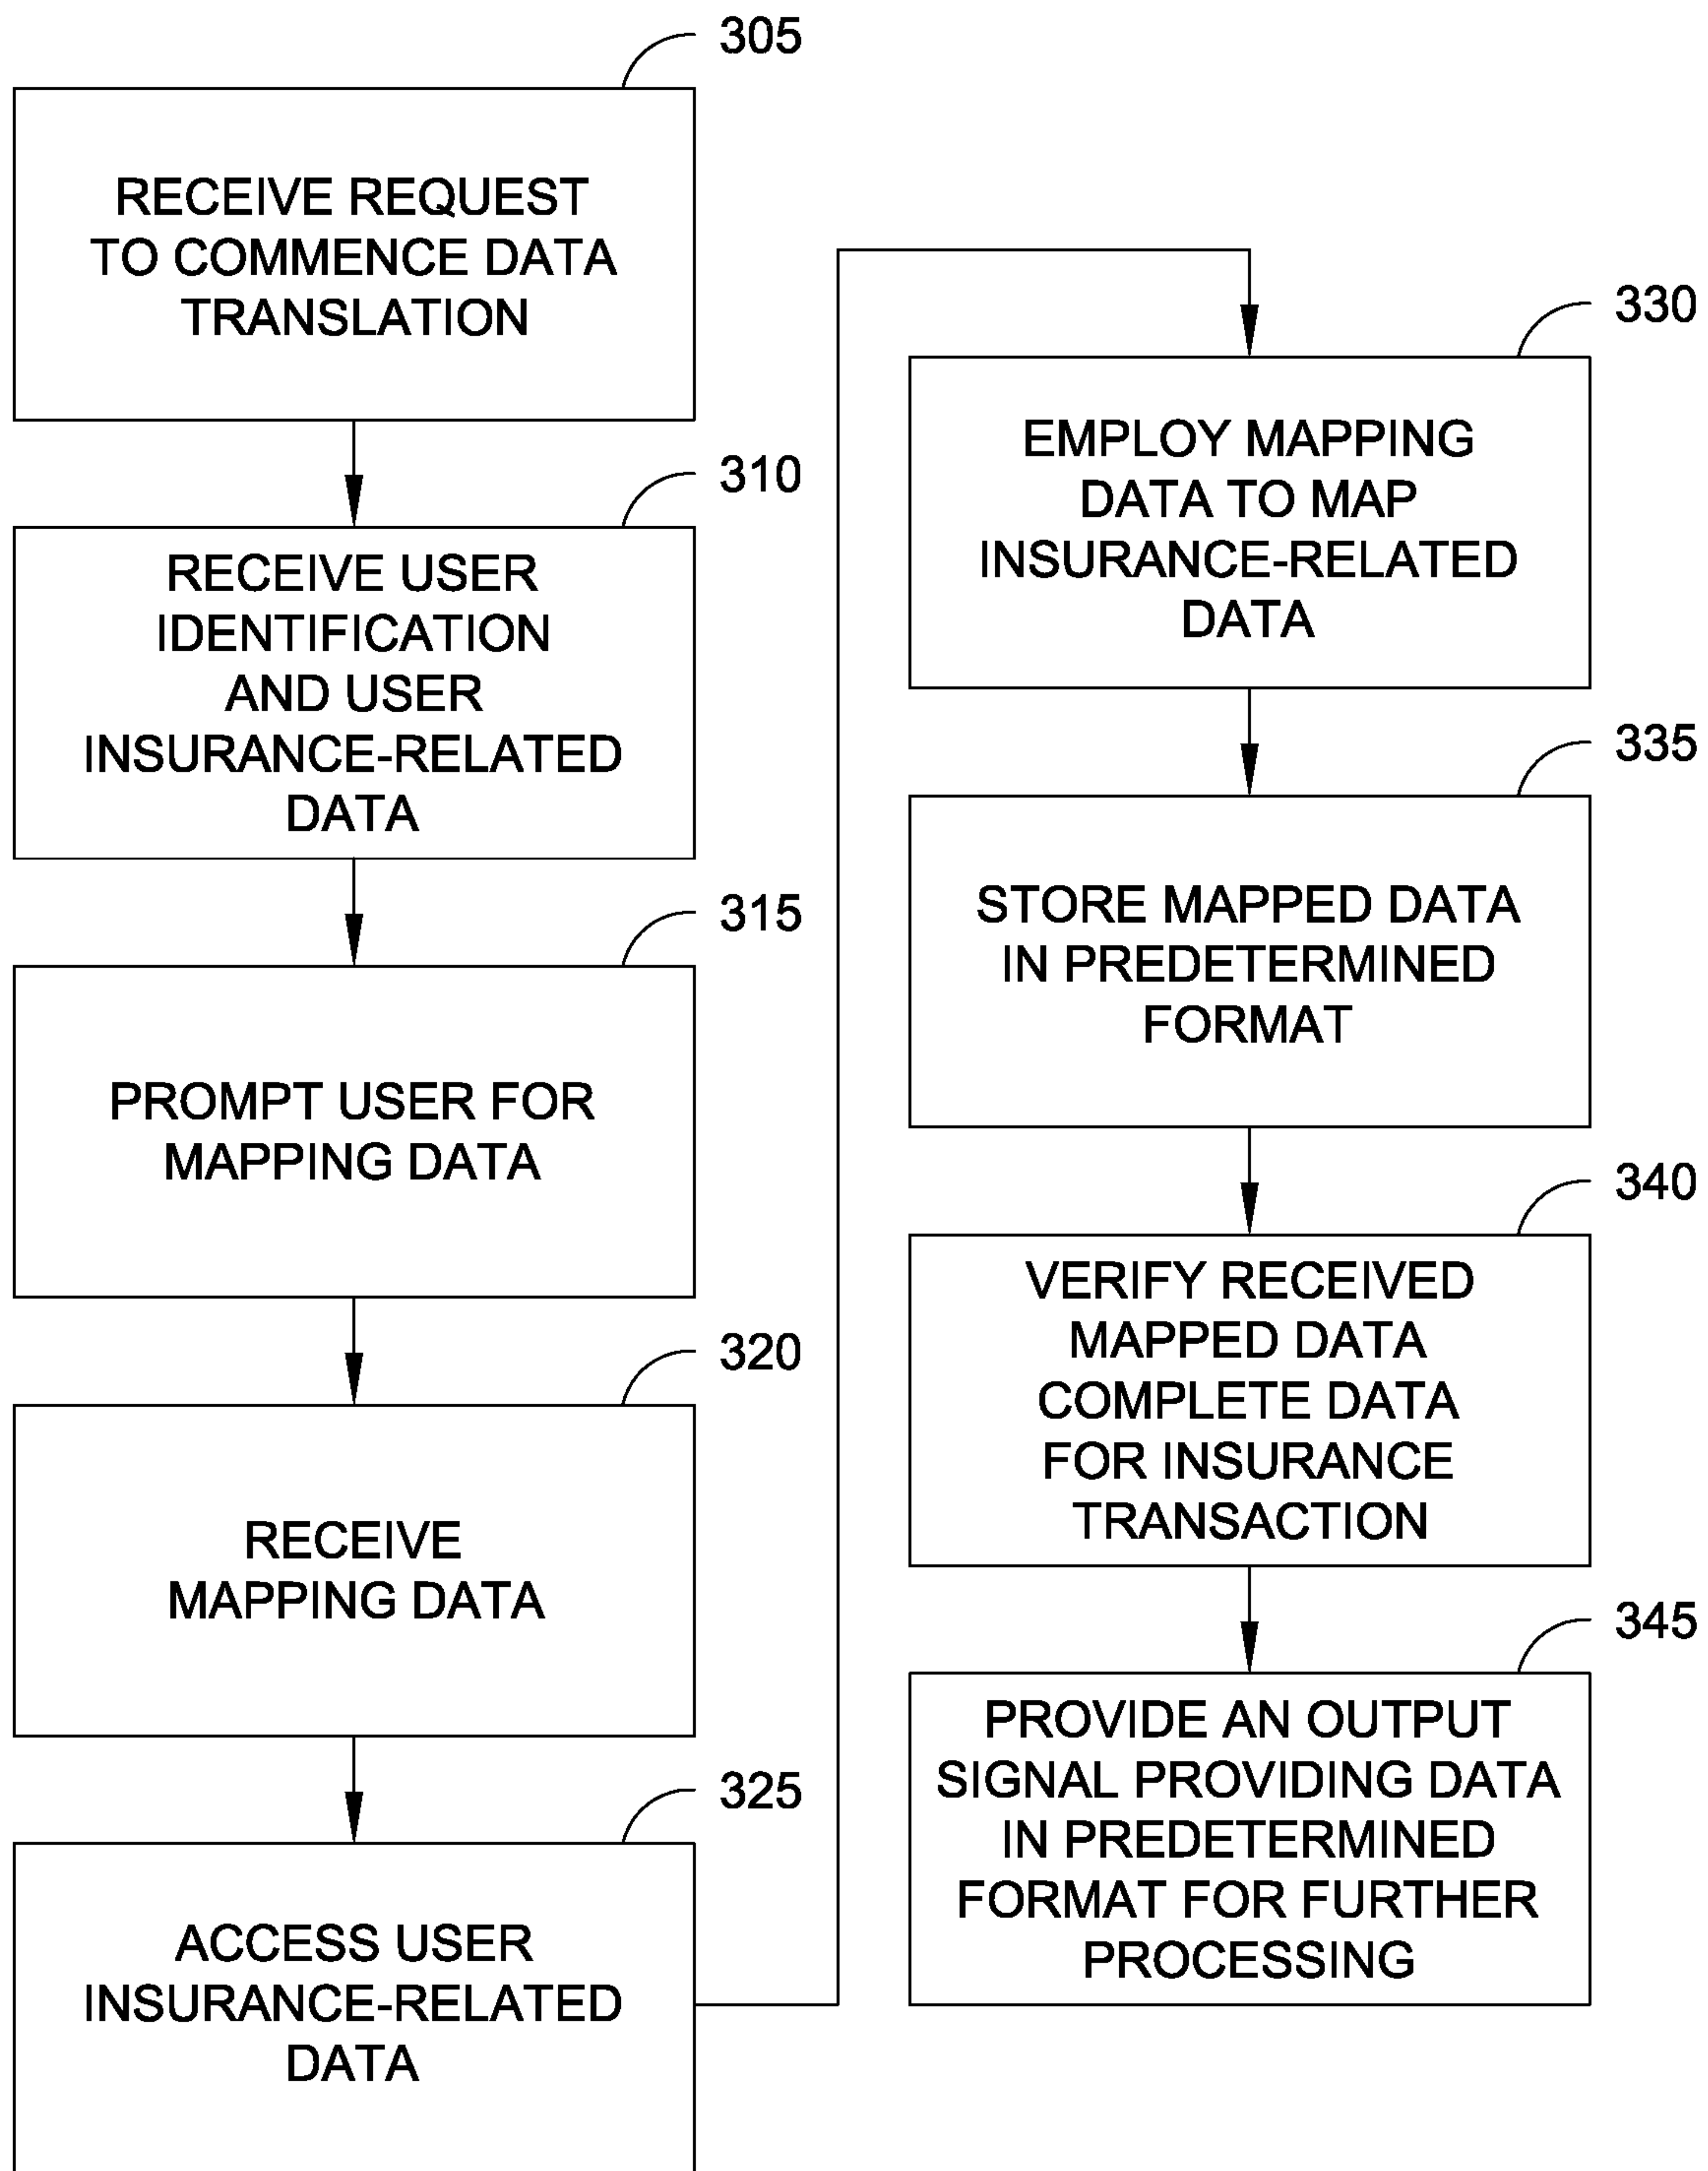 305
RECEIVE REQUEST
TO COMMENCE DATA
TRANSLATION
310
RECEIVE USER
IDENTIFICATION
AND USER
INSURANCE-RELATED
DATA
315
PROMPT USER FOR
MAPPING DATA
320
RECEIVE
MAPPING DATA
325
ACCESS USER
INSURANCE-RELATED
DATA
330
EMPLOY MAPPING
DATA TO MAP
INSURANCE-RELATED
DATA
335
STORE MAPPED DATA
IN PREDETERMINED
FORMAT
340
VERIFY RECEIVED
MAPPED DATA
COMPLETE DATA
FOR INSURANCE
TRANSACTION
345
PROVIDE AN OUTPUT
SIGNAL PROVIDING DATA
IN PREDETERMINED
FORMAT FOR FURTHER
PROCESSING